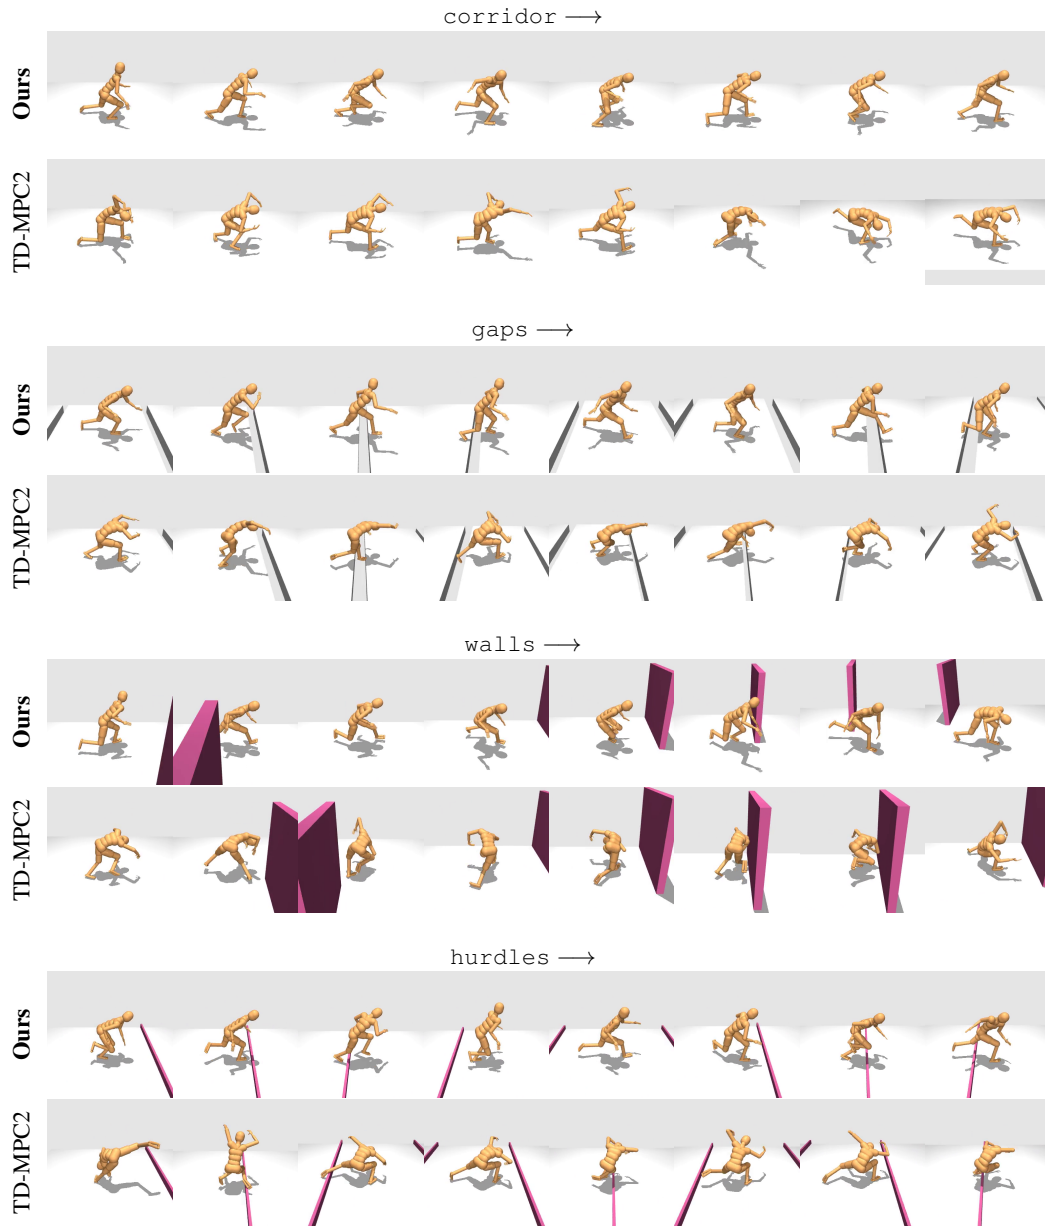 corridor ⟶
Ours
TD-MPC2
gaps ⟶
Ours
TD-MPC2
walls ⟶
Ours
TD-MPC2
hurdles ⟶
Ours
TD-MPC2